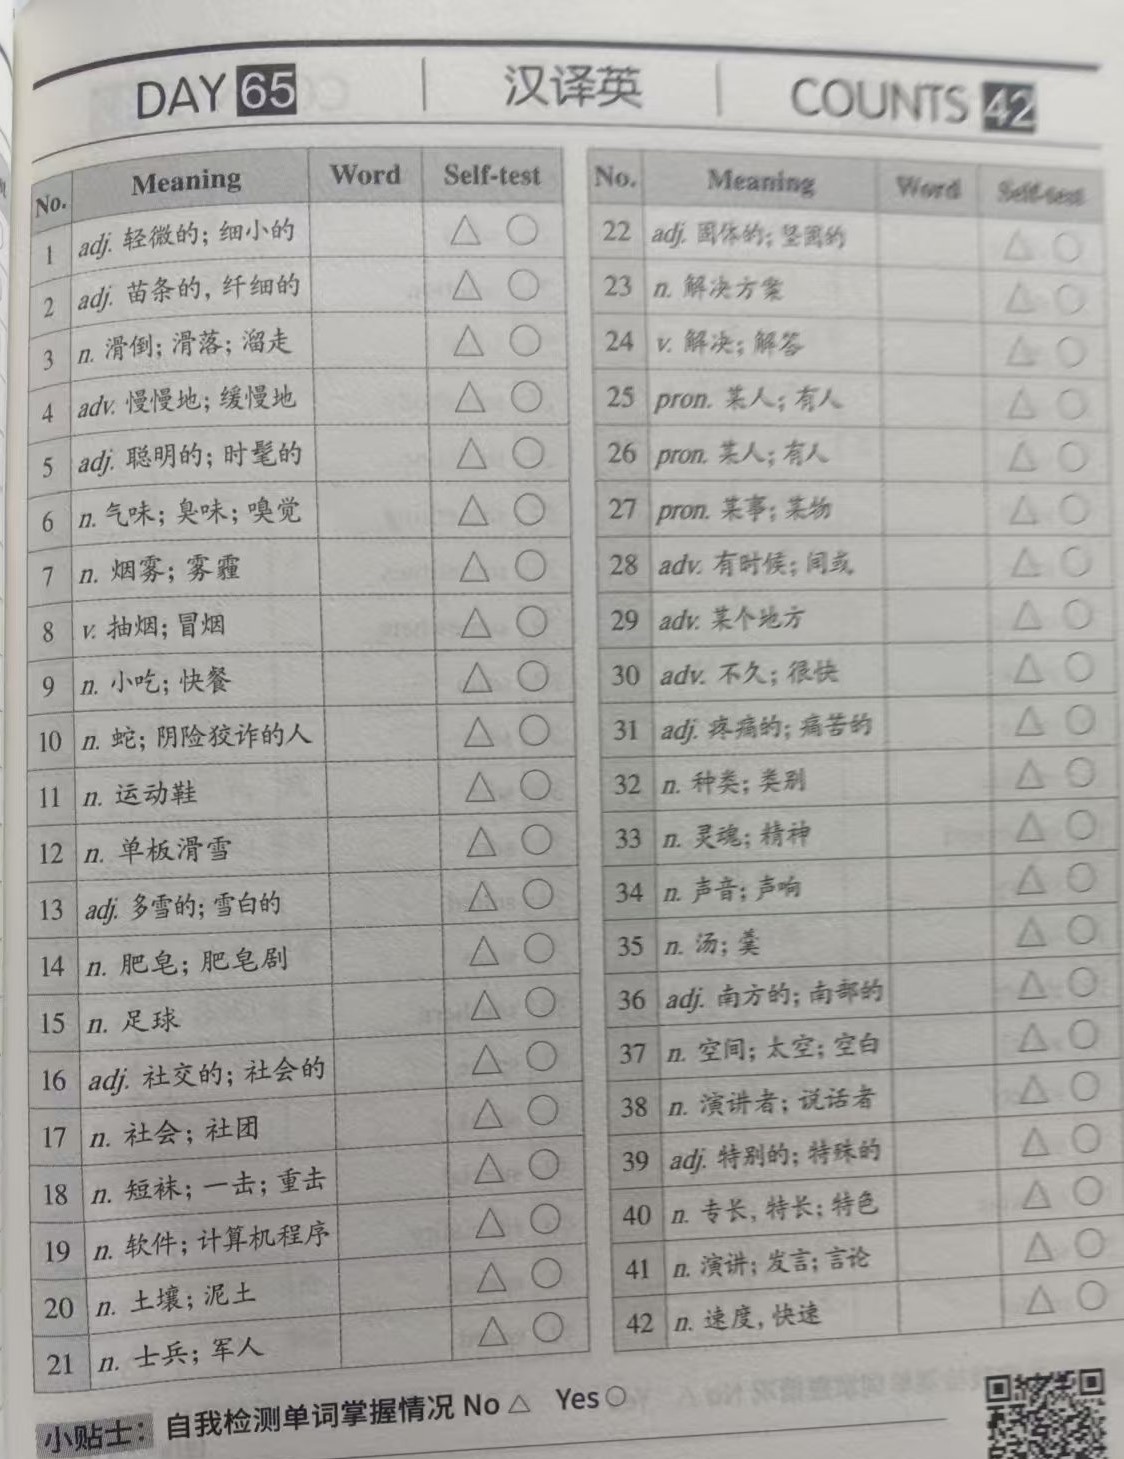 DAY 65 汉译英 COUNTS 42
No. Meaning Word Self-test
1 adj. 轻微的; 细小的 △ ○
2 adj. 苗条的, 纤细的 △ ○
3 n. 滑倒; 滑落; 溜走 △ ○
4 adv. 慢慢地; 缓慢地 △ ○
5 adj. 聪明的; 时髦的 △ ○
6 n. 气味; 臭味; 嗅觉 △ ○
7 n. 烟雾; 雾霾 △ ○
8 v. 抽烟; 冒烟 △ ○
9 n. 小吃; 快餐 △ ○
10 n. 蛇; 阴险狡诈的人 △ ○
11 n. 运动鞋 △ ○
12 n. 单板滑雪 △ ○
13 adj. 多雪的; 雪白的 △ ○
14 n. 肥皂; 肥皂剧 △ ○
15 n. 足球 △ ○
16 adj. 社交的; 社会的 △ ○
17 n. 社会; 社团 △ ○
18 n. 短袜; 一击; 重击 △ ○
19 n. 软件; 计算机程序 △ ○
20 n. 土壤; 泥土 △ ○
21 n. 士兵; 军人 △ ○
No. Meaning Word Self-test
22 adj. 固体的; 坚固的 △ ○
23 n. 解决方案 △ ○
24 v. 解决; 解答 △ ○
25 pron. 某人; 有人 △ ○
26 pron. 某人; 有人 △ ○
27 pron. 某事; 某物 △ ○
28 adv. 有时候; 间或 △ ○
29 adv. 某个地方 △ ○
30 adv. 不久; 很快 △ ○
31 adj. 疼痛的; 痛苦的 △ ○
32 n. 种类; 类别 △ ○
33 n. 灵魂; 精神 △ ○
34 n. 声音; 声响 △ ○
35 n. 汤; 羹 △ ○
36 adj. 南方的; 南部的 △ ○
37 n. 空间; 太空; 空白 △ ○
38 n. 演讲者; 说话者 △ ○
39 adj. 特别的; 特殊的 △ ○
40 n. 专长, 特长; 特色 △ ○
41 n. 演讲; 发言; 言论 △ ○
42 n. 速度, 快速 △ ○
小贴士: 自我检测单词掌握情况 No △ Yes ○